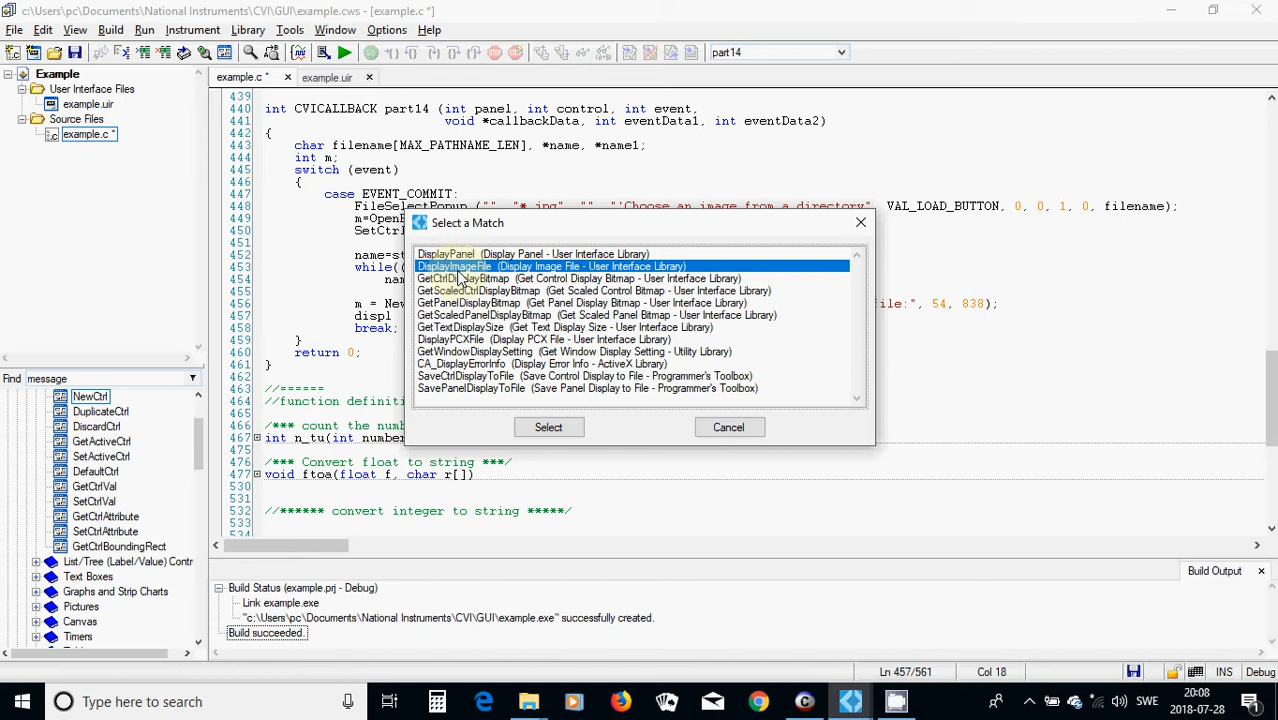 c:\Users\pc\Documents\National Instruments\CVI\GUI\example.cws - [example.c *]
File Edit View Build Run Instrument Library Tools Window Options Help
part14
Example
User Interface Files
example.uir
Source Files
example.c *
example.c * × example.uir ×
439
440 int CVICALLBACK part14 (int panel, int control, int event,
441 void *callbackData, int eventData1, int eventData2)
442 {
443 char filename[MAX_PATHNAME_LEN], *name, *name1;
444 int m;
445 switch (event)
446 {
447 case EVENT_COMMIT:
448 FileSelectPopup ("", "*.jpg", "", "'Choose an image from a directory", VAL_LOAD_BUTTON, 0, 0, 1, 0, filename);
449 m=OpenB
450 SetCtrl
452 name=st
453 while((
456 m = New file:", 54, 838);
457 displ
458 break;
459 }
460 return 0;
461 }
463 //======
464 //function definiti
466 /*** count the num
467 int n_tu(int numbe
476 /*** Convert float to string ***/
477 void ftoa(float f, char r[])
530
531
532 //****** convert integer to string *****/
533
534
Select a Match
DisplayPanel (Display Panel - User Interface Library)
DisplayImageFile (Display Image File - User Interface Library)
GetCtrlDisplayBitmap (Get Control Display Bitmap - User Interface Library)
GetScaledCtrlDisplayBitmap (Get Scaled Control Bitmap - User Interface Library)
GetPanelDisplayBitmap (Get Panel Display Bitmap - User Interface Library)
GetScaledPanelDisplayBitmap (Get Scaled Panel Bitmap - User Interface Library)
GetTextDisplaySize (Get Text Display Size - User Interface Library)
DisplayPCXFile (Display PCX File - User Interface Library)
GetWindowDisplaySetting (Get Window Display Setting - Utility Library)
CA_DisplayErrorInfo (Display Error Info - ActiveX Library)
SaveCtrlDisplayToFile (Save Control Display to File - Programmer's Toolbox)
SavePanelDisplayToFile (Save Panel Display to File - Programmer's Toolbox)
Select Cancel
Find message
NewCtrl
DuplicateCtrl
DiscardCtrl
GetActiveCtrl
SetActiveCtrl
DefaultCtrl
GetCtrlVal
SetCtrlVal
GetCtrlAttribute
SetCtrlAttribute
GetCtrlBoundingRect
List/Tree (Label/Value) Contr
Text Boxes
Graphs and Strip Charts
Pictures
Canvas
Timers
Build Output ×
Build Status (example.prj - Debug)
Link example.exe
"c:\Users\pc\Documents\National Instruments\CVI\GUI\example.exe" successfully created.
Build succeeded.
Ln 457/561 Col 18 INS Debug
Type here to search
SWE
20:08
2018-07-28